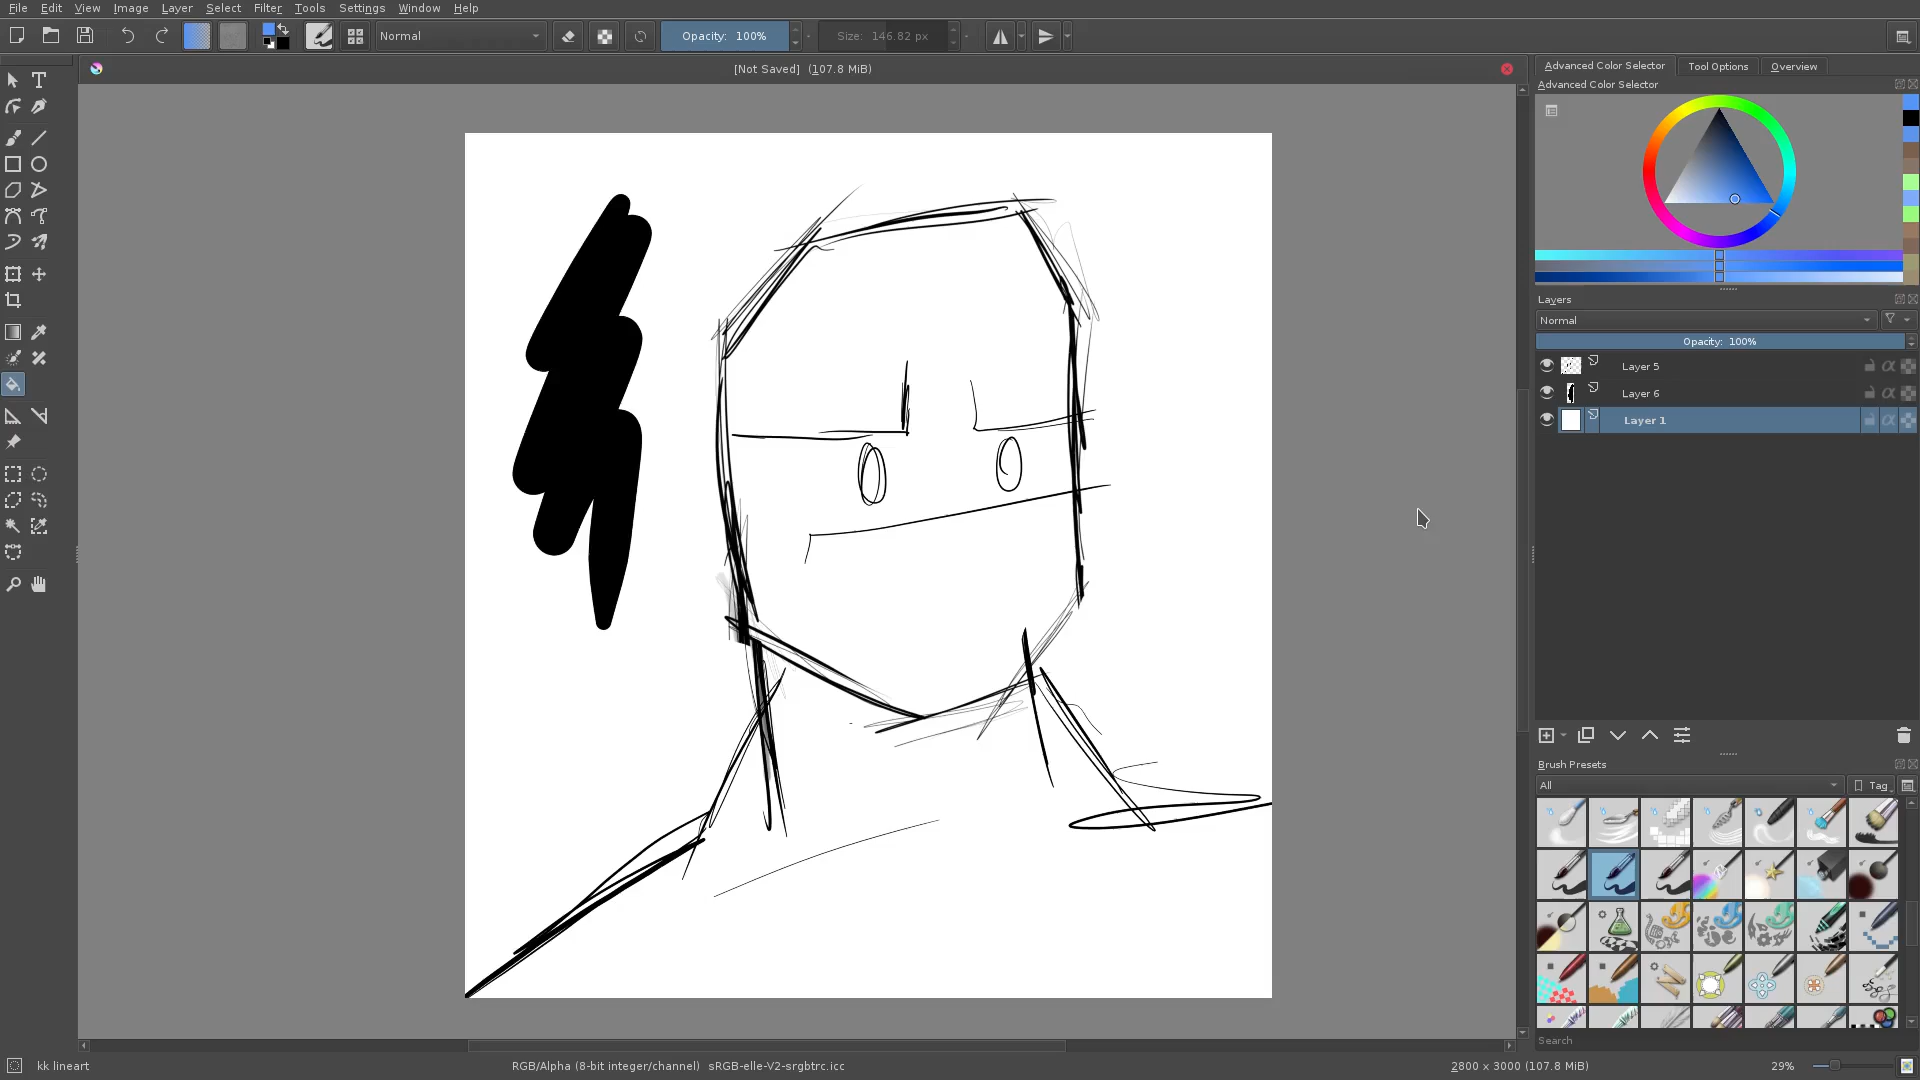 File Edit View Image Layer Select Filter Tools Settings Window Help
Normal
Opacity: 100%
Size: 146.82 px
[Not Saved] (107.8 MiB)
Advanced Color Selector
Tool Options
Overview
Advanced Color Selector
Layers
Normal
Opacity: 100%
Layer 5
Layer 6
Layer 1
Brush Presets
All
Tag
Search
kk lineart
RGB/Alpha (8-bit integer/channel) sRGB-elle-V2-srgbtrc.icc
2800 x 3000 (107.8 MiB)
29%